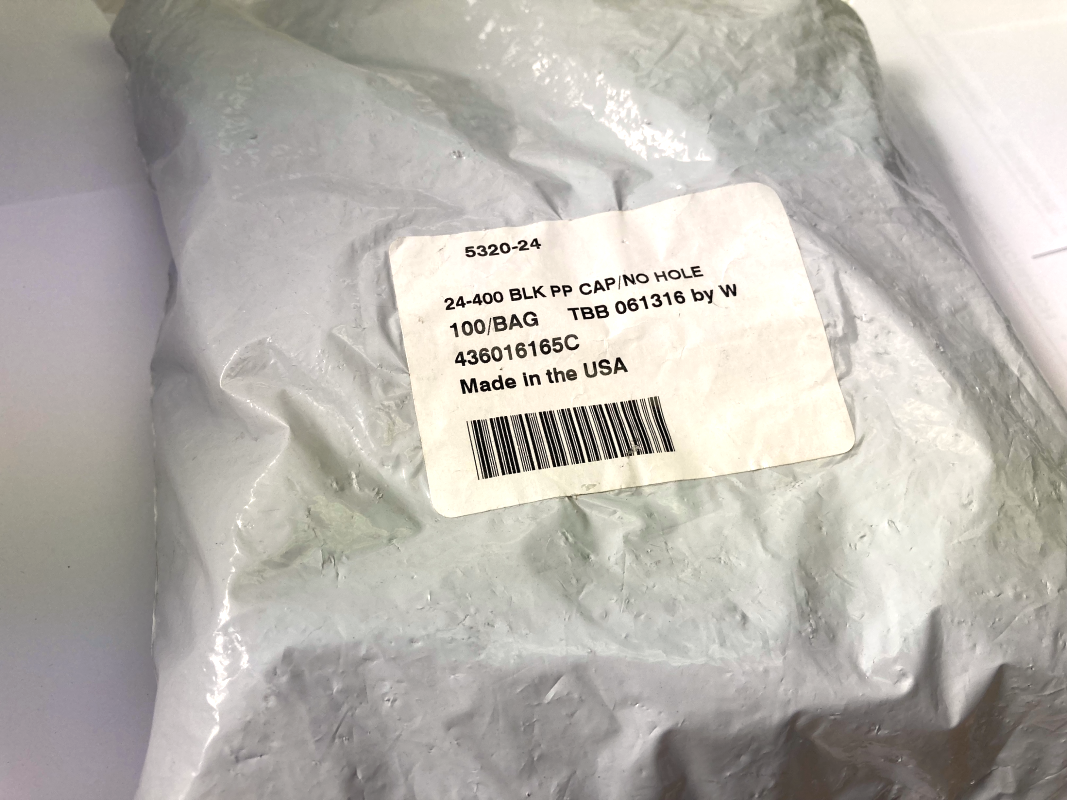 5320-24
24-400 BLK PP CAP/NO HOLE
100/BAG TBB 061316 by W
436016165C
Made in the USA